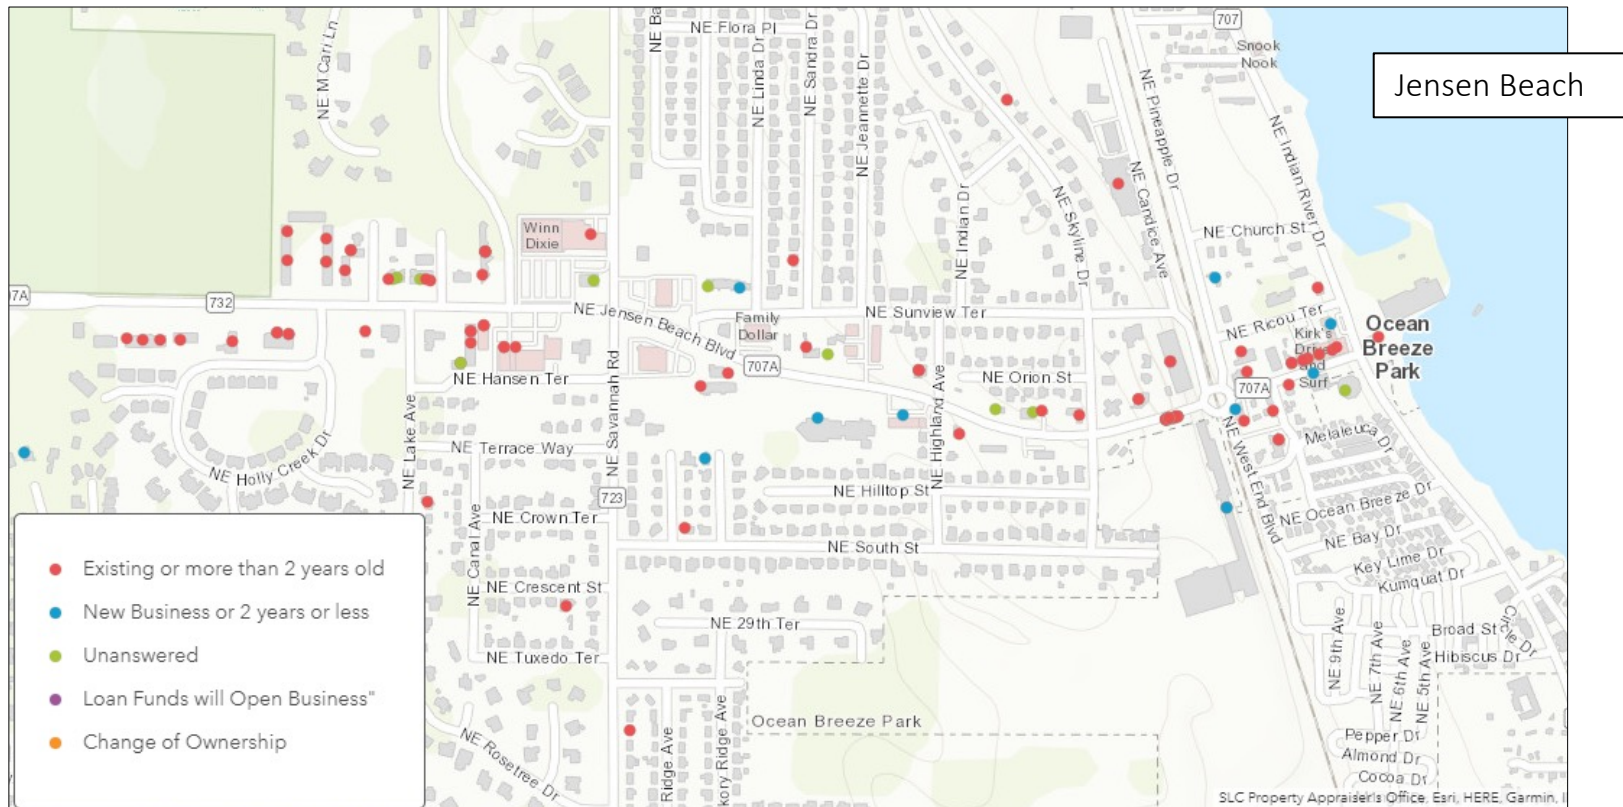 Jensen Beach
707
Snook
Nook
NE Flora Pl
NE Ba
NE M Cari Ln
NE Linda Dr
NE Sandra Dr
NE Jeannette Dr
NE Pineapple Dr
NE Indian River Dr
NE Candice Ave
NE Skyline Dr
NE Indian Dr
NE Church St
Winn
Dixie
07A
732
NE Jensen Beach Blvd
Family
Dollar
NE Sunview Ter
NE Ricou Ter
Kirk's
Ocean
Breeze
Park
and
Surf
707A
707A
NE Hansen Ter
NE Orion St
NE Lake Ave
NE Savannah Rd
NE Highland Ave
NE Terrace Way
NE Holly Creek Dr
NE West End Blvd
Melaleuca Dr
723
NE Hilltop St
NE Ocean Breeze Dr
NE Crown Ter
NE Canal Ave
NE South St
NE Bay Dr
Key Lime Dr
Kumquat Dr
NE Crescent St
NE 29th Ter
NE Tuxedo Ter
Broad St
Circle Dr
Hibiscus Dr
NE 9th Ave
NE 7th Ave
NE 6th Ave
NE 5th Ave
Ocean Breeze Park
NE Rosetree Dr
Ridge Ave
kory Ridge Ave
Pepper Dr
Almond Dr
Cocoa Dr
Existing or more than 2 years old
New Business or 2 years or less
Unanswered
Loan Funds will Open Business"
Change of Ownership
SLC Property Appraiser's Office, Esri, HERE, Garmin, I